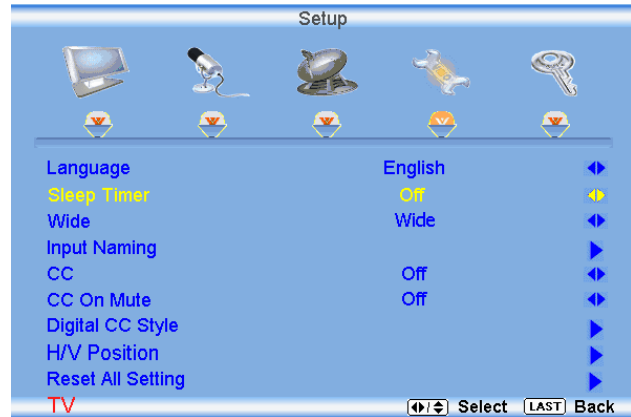 Setup
Language English
Sleep Timer Off
Wide Wide
Input Naming
CC Off
CC On Mute Off
Digital CC Style
H/V Position
Reset All Setting
TV / Select LAST Back